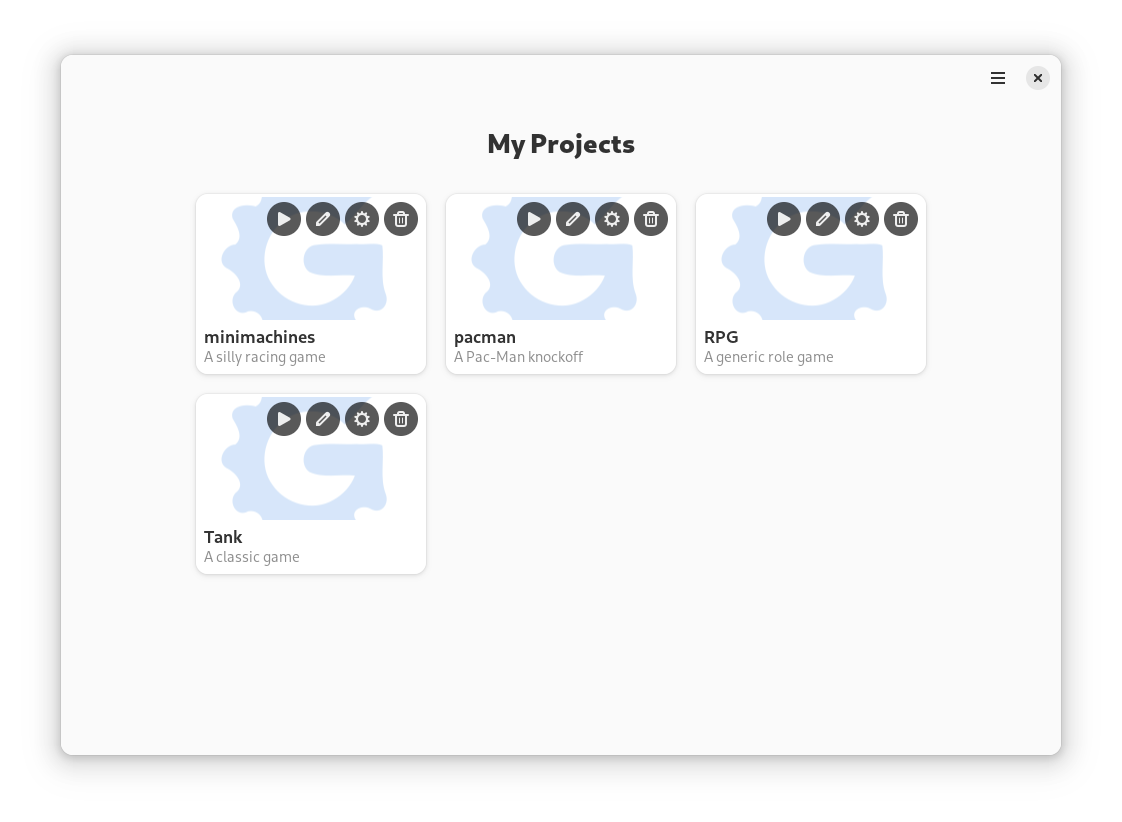 My Projects
minimachines
A silly racing game
pacman
A Pac-Man knockoff
RPG
A generic role game
Tank
A classic game